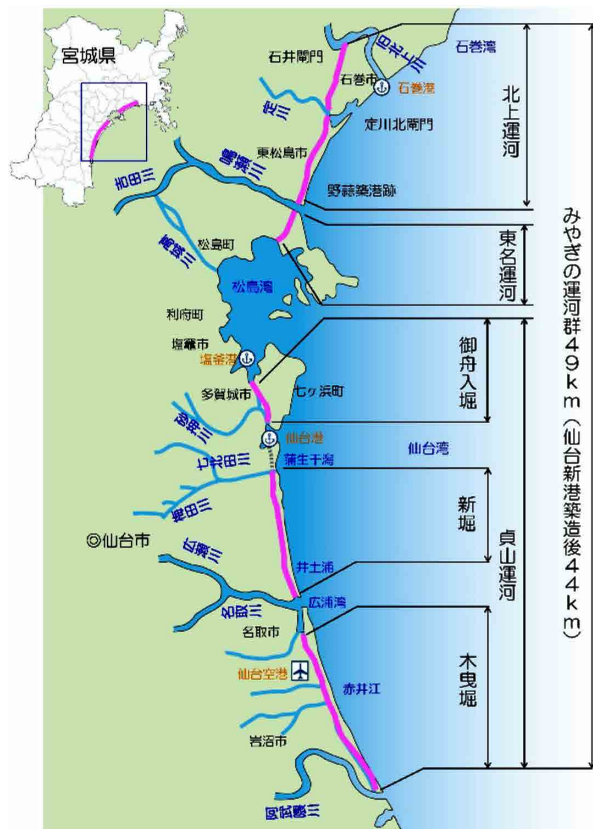 宮城県
石井閘門
旧北上川
石巻湾
石巻市
石巻港
定川
定川北閘門
東松島市
鳴瀬川
野蒜築港跡
吉田川
松島町
高城川
松島湾
利府町
塩竈市
塩釜港
多賀城市
七ヶ浜町
砂押川
仙台港
七北田川
蒲生干潟
仙台湾
梅田川
◎仙台市
広瀬川
井土浦
名取川
広浦湾
名取市
仙台空港
赤井江
岩沼市
阿武隈川
北上運河
東名運河
御舟入堀
新堀
木曳堀
貞山運河
みやぎの運河群49km(仙台新港築造後44km)